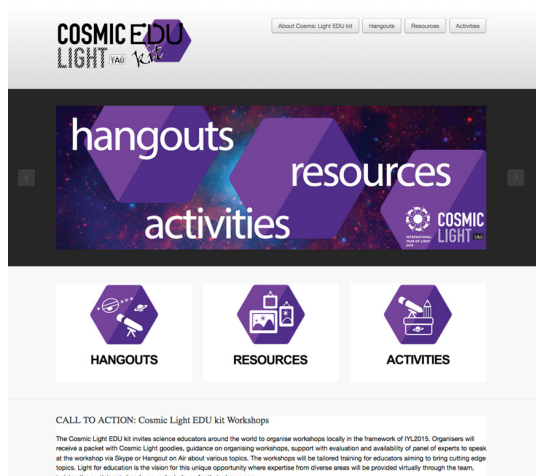 COSMIC EDU
LIGHT IAU kit
About Cosmic Light EDU kit
Hangouts
Resources
Activities
hangouts
resources
activities
INTERNATIONAL
YEAR OF LIGHT
2015
COSMIC
LIGHT IAU
HANGOUTS
RESOURCES
ACTIVITIES
CALL TO ACTION: Cosmic Light EDU kit Workshops
The Cosmic Light EDU kit invites science educators around the world to organise workshops locally in the framework of IYL2015. Organisers will
receive a packet with Cosmic Light goodies, guidance on organising workshops, support with evaluation and availability of panel of experts to speak
at the workshop via Skype or Hangout on Air about various topics. The workshops will be tailored training for educators aiming to bring cutting edge
topics. Light for education is the vision for this unique opportunity where expertise from diverse areas will be provided virtually through the team,